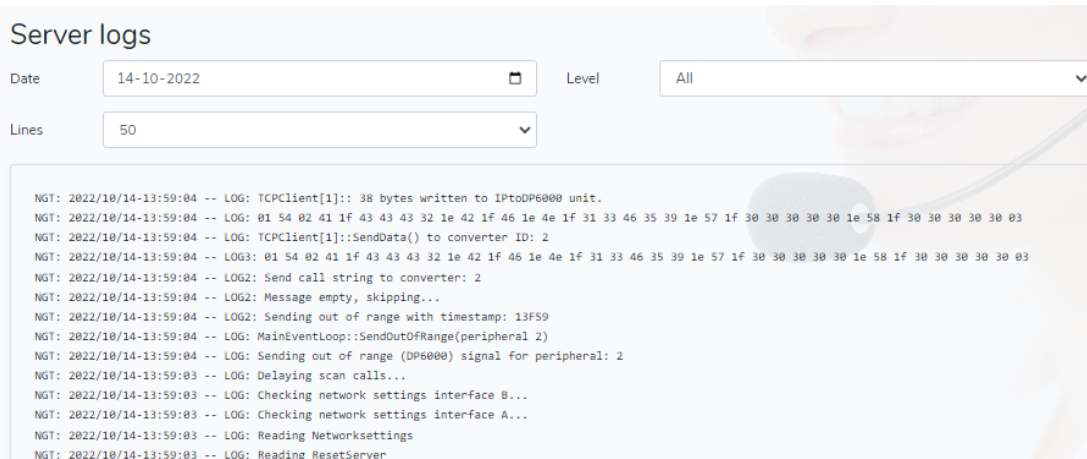 Server logs
Date 14-10-2022 Level All
Lines 50
NGT: 2022/10/14-13:59:04 -- LOG: TCPClient[1]:: 38 bytes written to IPtoDP6000 unit.
NGT: 2022/10/14-13:59:04 -- LOG: 01 54 02 41 1f 43 43 43 32 1e 42 1f 46 1e 4e 1f 31 33 46 35 39 1e 57 1f 30 30 30 30 30 1e 58 1f 30 30 30 30 30 03
NGT: 2022/10/14-13:59:04 -- LOG: TCPClient[1]::SendData() to converter ID: 2
NGT: 2022/10/14-13:59:04 -- LOG3: 01 54 02 41 1f 43 43 43 32 1e 42 1f 46 1e 4e 1f 31 33 46 35 39 1e 57 1f 30 30 30 30 30 1e 58 1f 30 30 30 30 30 03
NGT: 2022/10/14-13:59:04 -- LOG2: Send call string to converter: 2
NGT: 2022/10/14-13:59:04 -- LOG2: Message empty, skipping...
NGT: 2022/10/14-13:59:04 -- LOG2: Sending out of range with timestamp: 13F59
NGT: 2022/10/14-13:59:04 -- LOG: MainEventLoop::SendOutOfRange(peripheral 2)
NGT: 2022/10/14-13:59:04 -- LOG: Sending out of range (DP6000) signal for peripheral: 2
NGT: 2022/10/14-13:59:03 -- LOG: Delaying scan calls...
NGT: 2022/10/14-13:59:03 -- LOG: Checking network settings interface B...
NGT: 2022/10/14-13:59:03 -- LOG: Checking network settings interface A...
NGT: 2022/10/14-13:59:03 -- LOG: Reading Networksettings
NGT: 2022/10/14-13:59:03 -- LOG: Reading ResetServer